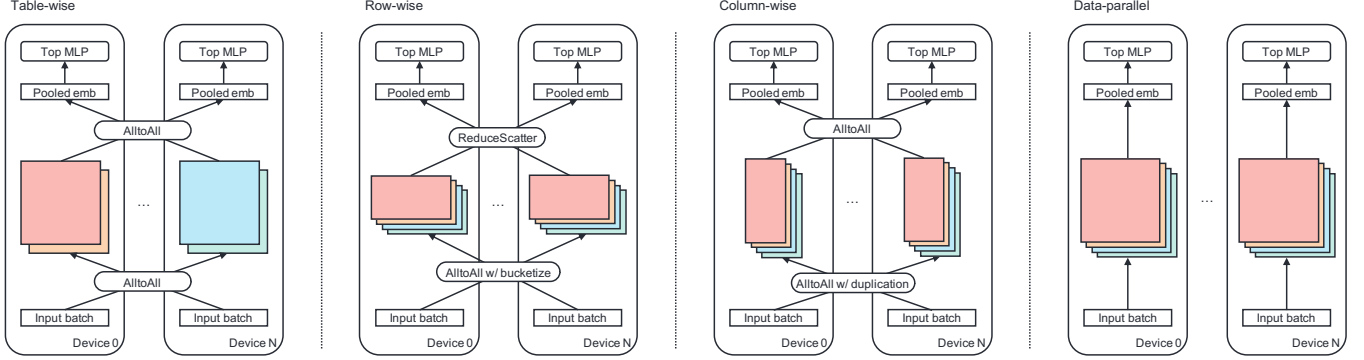 Table-wise
Row-wise
Column-wise
Data-parallel
Top MLP
Top MLP
Top MLP
Top MLP
Top MLP
Top MLP
Top MLP
Top MLP
Pooled emb
Pooled emb
Pooled emb
Pooled emb
Pooled emb
Pooled emb
Pooled emb
Pooled emb
AlltoAll
ReduceScatter
AlltoAll
...
...
...
...
AlltoAll
AlltoAll w/ bucketize
AlltoAll w/ duplication
Input batch
Input batch
Input batch
Input batch
Input batch
Input batch
Input batch
Input batch
Device 0
Device N
Device 0
Device N
Device 0
Device N
Device 0
Device N